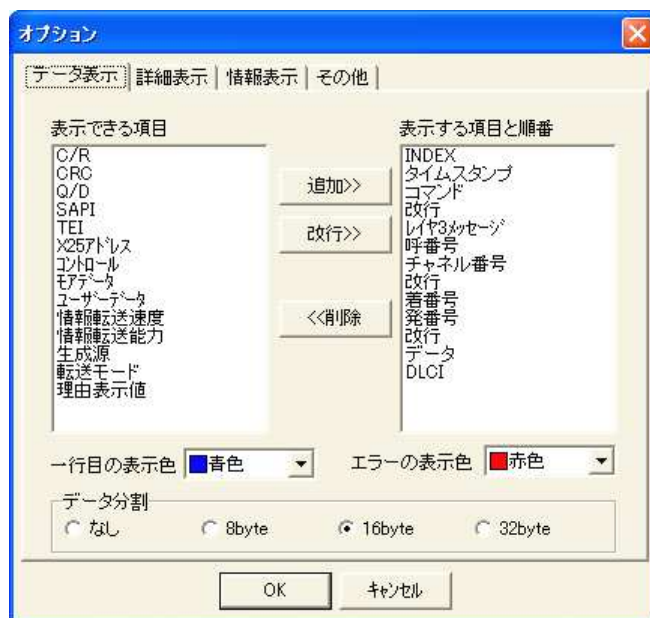 オプション
データ表示 詳細表示 情報表示 その他
表示できる項目
C/R
CRC
Q/D
SAPI
TEI
X25ｱﾄﾞﾚｽ
ｺﾝﾄﾛｰﾙ
ﾓｱﾃﾞｰﾀ
ﾕｰｻﾞｰﾃﾞｰﾀ
情報転送速度
情報転送能力
生成源
転送モード
理由表示値
追加>>
改行>>
<<削除
表示する項目と順番
INDEX
タイムスタンプ
コマンド
改行
ﾚｲﾔ3ﾒｯｾｰｼﾞ
呼番号
チャネル番号
改行
着番号
発番号
改行
データ
DLCI
一行目の表示色 青色 エラーの表示色 赤色
データ分割
なし 8byte 16byte 32byte
OK ｷｬﾝｾﾙ